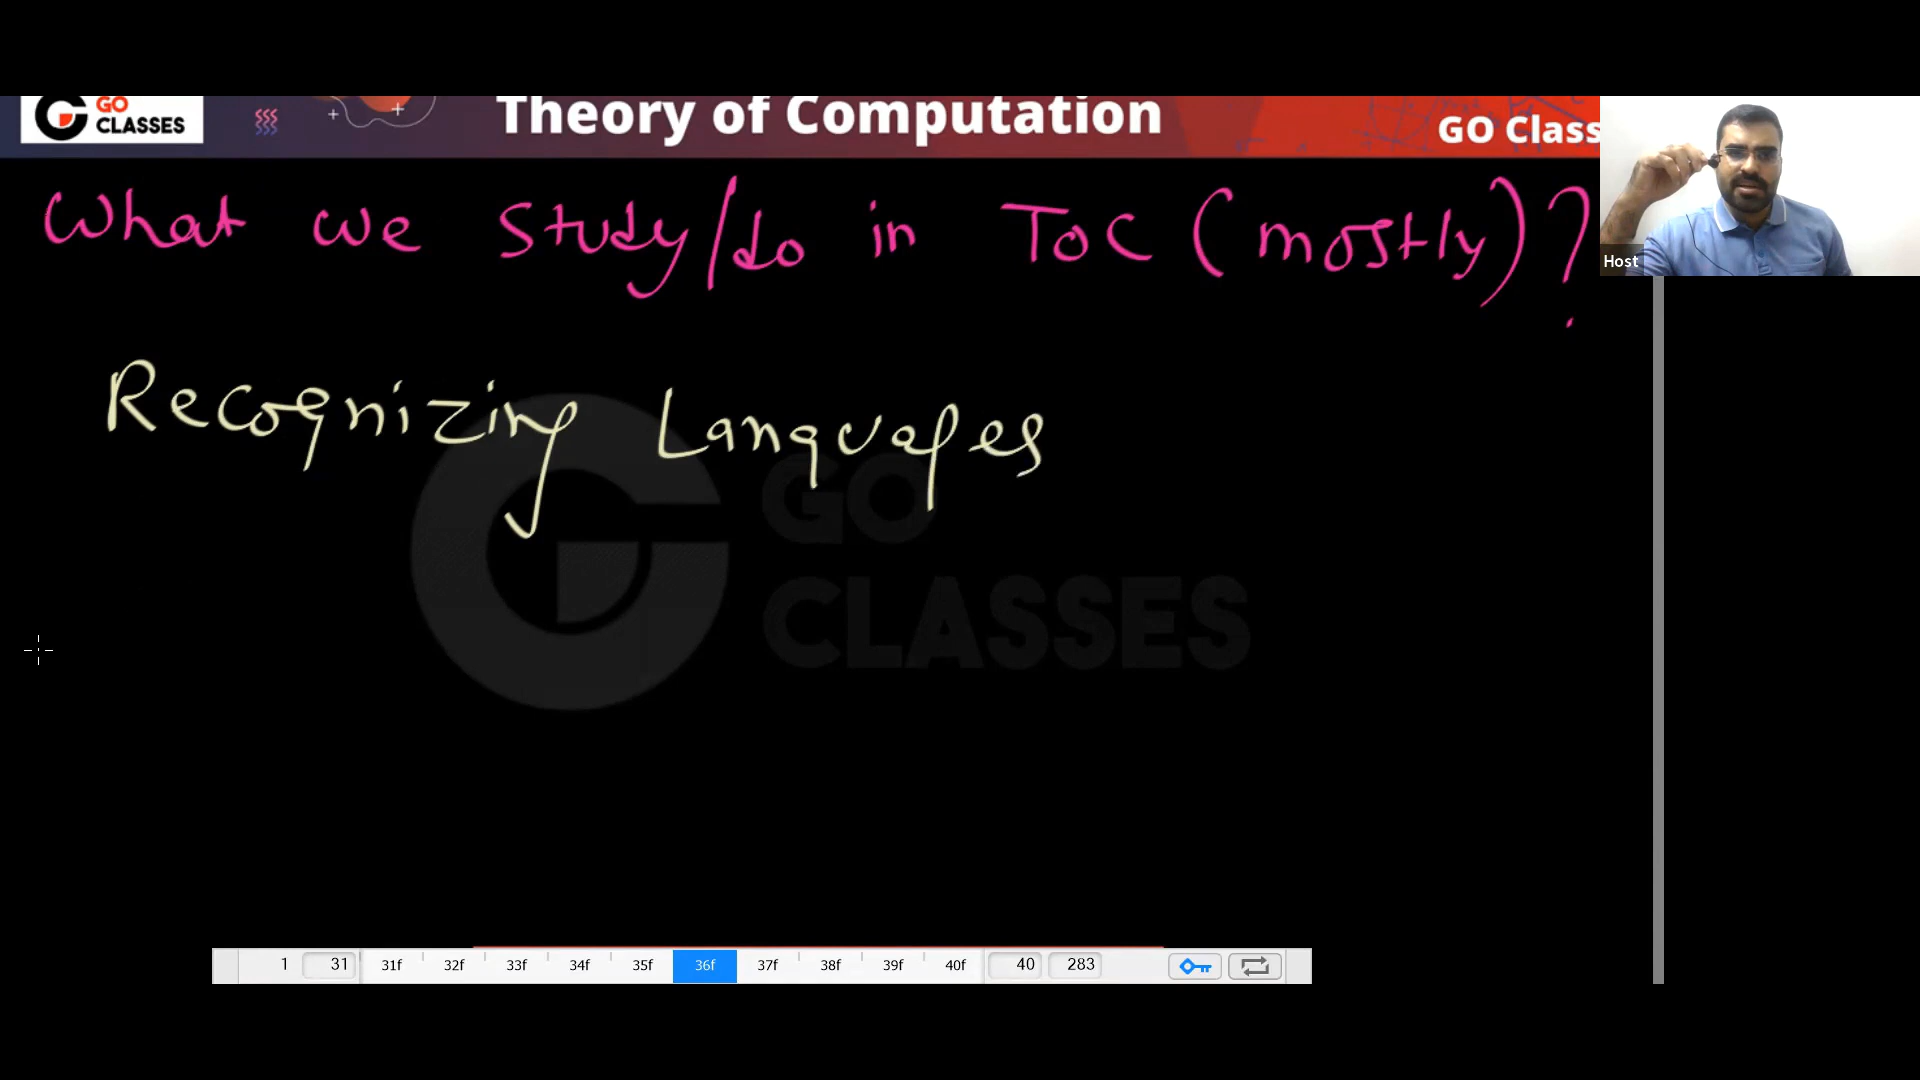 GO
CLASSES
Theory of Computation
GO Class
What we study/do in TOC (mostly)?
Host
Recognizing Languages
GO
CLASSES
1 31 31f 32f 33f 34f 35f 36f 37f 38f 39f 40f 40 283